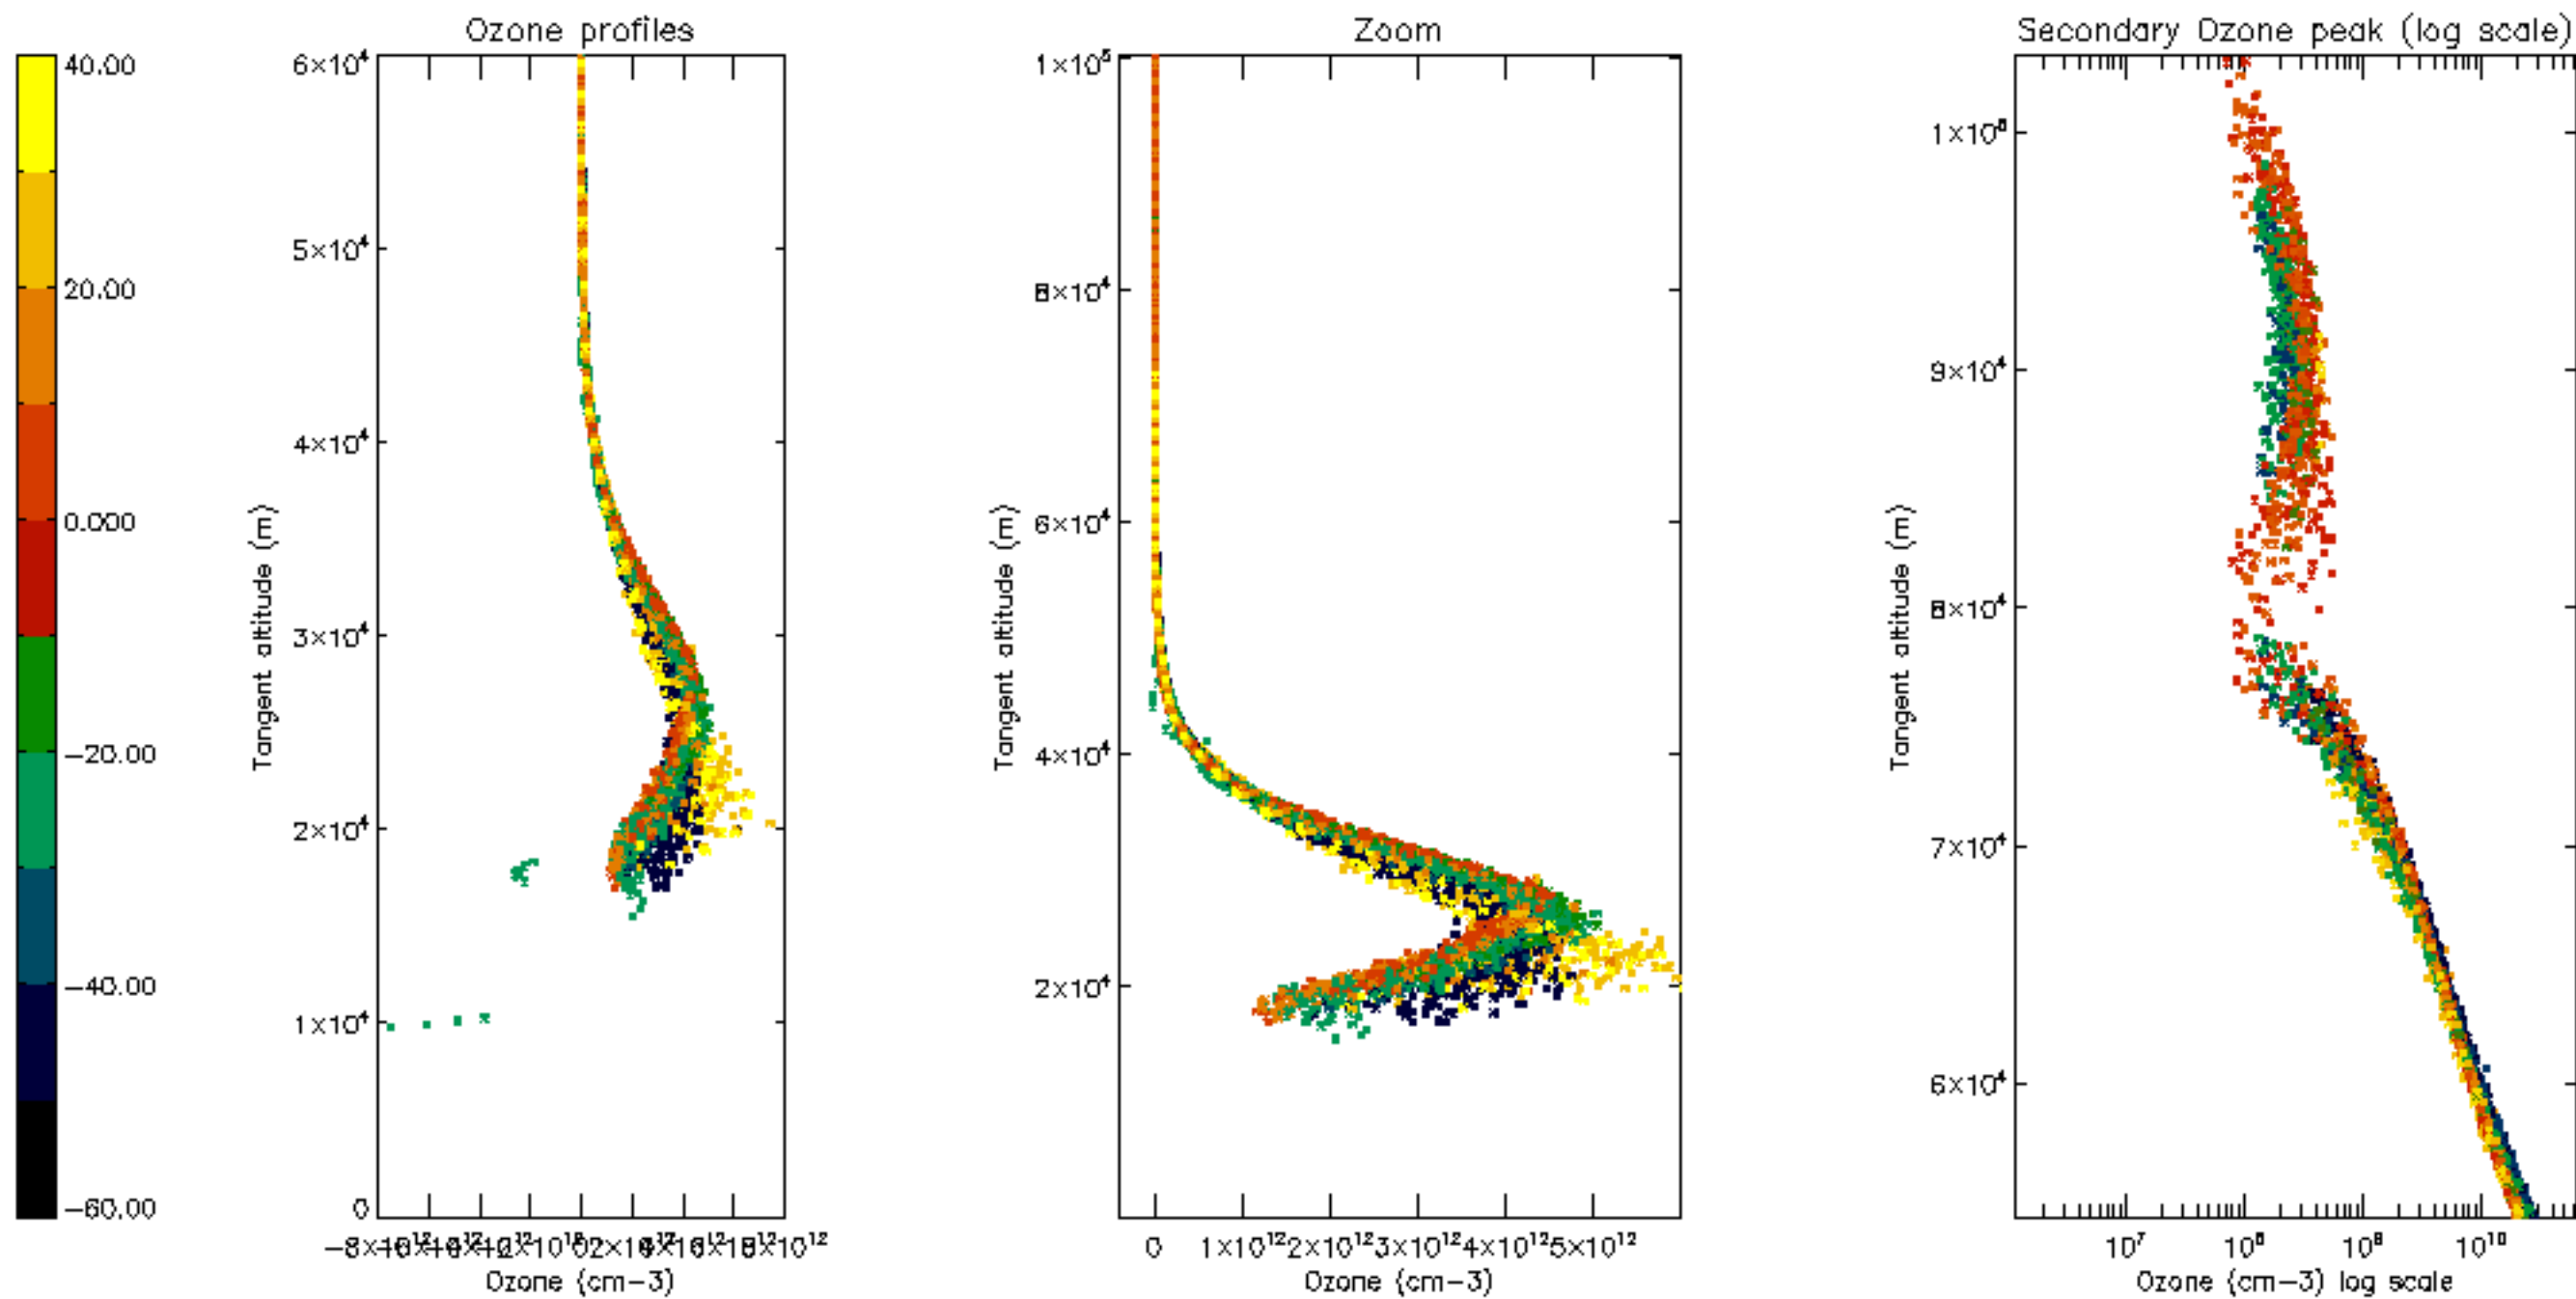 Ozone profiles
Zoom
Secondary Ozone peak (log scale)
40.00
20.00
0.000
−20.00
−40.00
−60.00
6×10⁴
5×10⁴
4×10⁴
3×10⁴
2×10⁴
1×10⁴
0
Tangent altitude (m)
2×10¹²
8×10¹²
Ozone (cm−3)
1×10⁵
8×10⁴
6×10⁴
4×10⁴
2×10⁴
Tangent altitude (m)
0 1×10¹² 2×10¹² 3×10¹² 4×10¹² 5×10¹²
Ozone (cm−3)
9×10⁴
8×10⁴
7×10⁴
6×10⁴
Tangent altitude (m)
10⁷ 10⁸ 10⁹ 10¹⁰
Ozone (cm−3) log scale